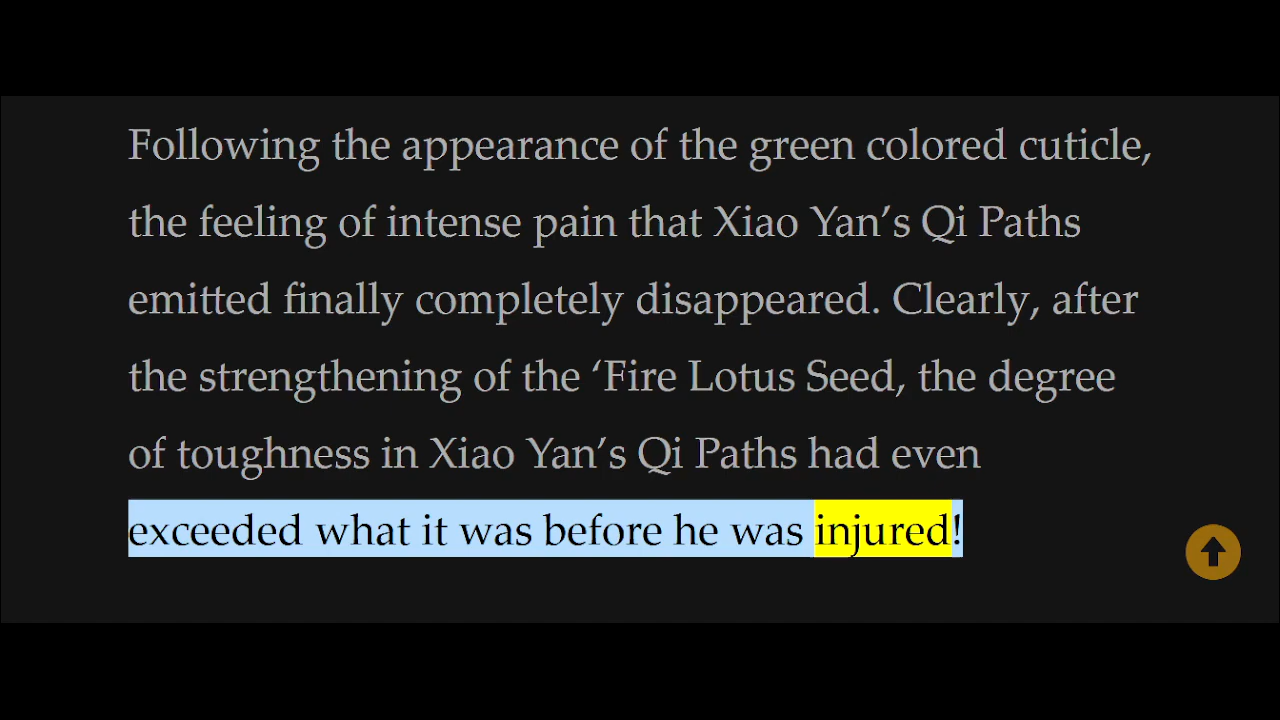 Following the appearance of the green colored cuticle,
the feeling of intense pain that Xiao Yan’s Qi Paths
emitted finally completely disappeared. Clearly, after
the strengthening of the ‘Fire Lotus Seed, the degree
of toughness in Xiao Yan’s Qi Paths had even
exceeded what it was before he was injured!